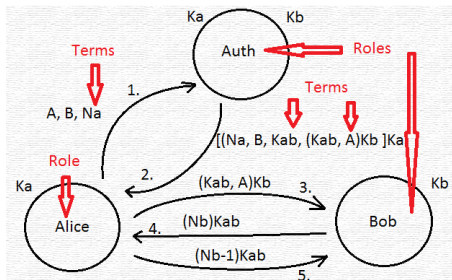 Ka Kb
Auth
Roles
Terms
1.
Terms
A, B, Na
[(Na, B, Kab, (Kab, A)Kb ]Ka
Role
2.
Ka
(Kab, A)Kb
3.
Kb
Alice
4.
(Nb)Kab
Bob
(Nb-1)Kab
5.